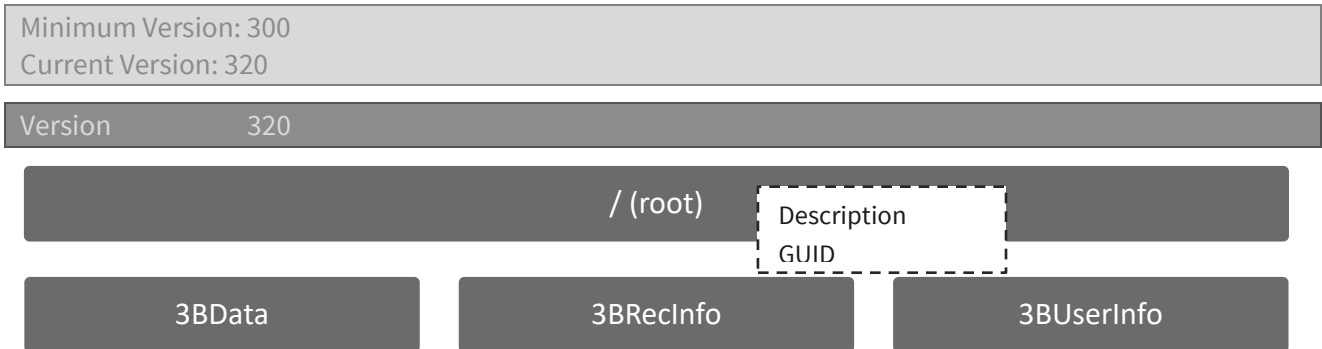 Minimum Version: 300
Current Version: 320
Version 320
/ (root)
Description
GUID
3BData 3BRecInfo 3BUserInfo